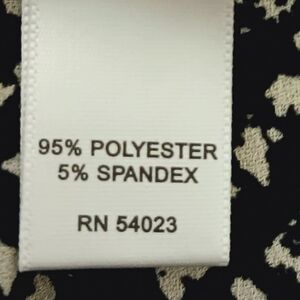 95% POLYESTER
5% SPANDEX
RN 54023